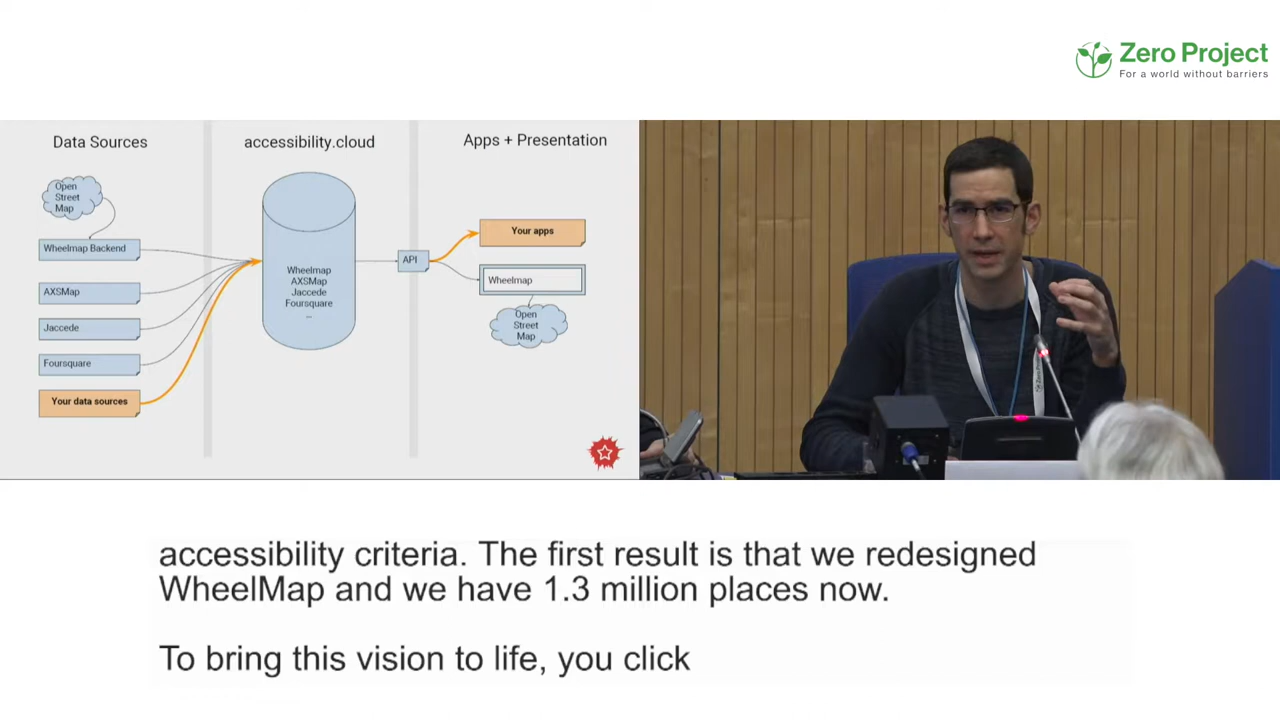 Zero Project
For a world without barriers
Data Sources
accessibility.cloud
Apps + Presentation
Open
Street
Map
Wheelmap Backend
AXSMap
Jaccede
Foursquare
Your data sources
Wheelmap
AXSMap
Jaccede
Foursquare
...
API
Your apps
Wheelmap
Open
Street
Map
accessibility criteria. The first result is that we redesigned
WheelMap and we have 1.3 million places now.
To bring this vision to life, you click